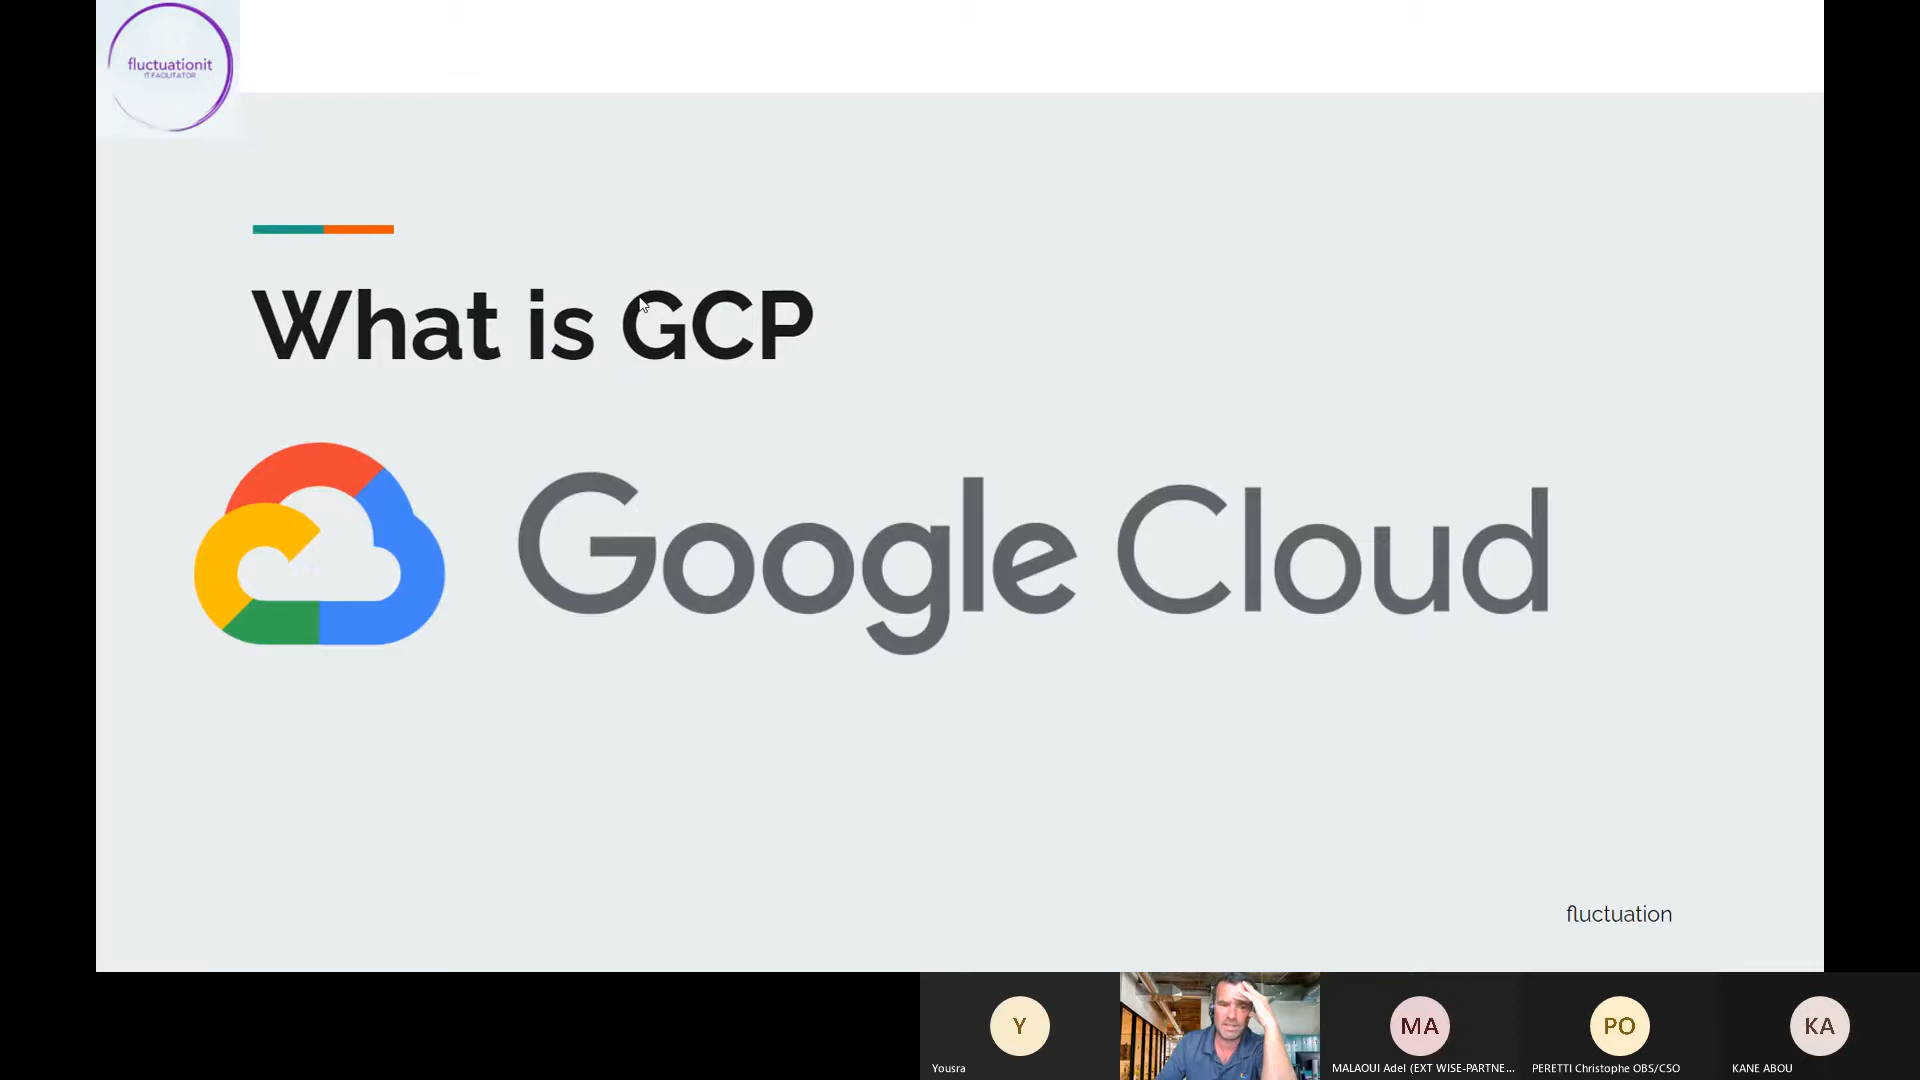 fluctuationit
IT FACILITATOR
What is GCP
Google Cloud
fluctuation
Y
MA
PO
KA
Yousra
MALAOUI Adel (EXT WISE-PARTNE...
PERETTI Christophe OBS/CSO
KANE ABOU